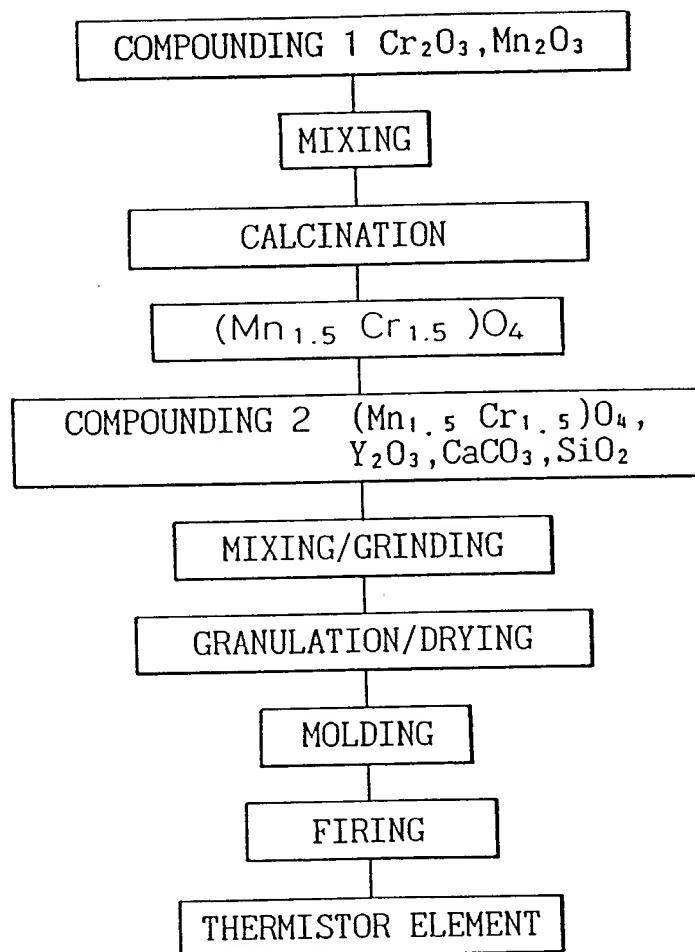 COMPOUNDING 1 Cr₂O₃,Mn₂O₃
MIXING
CALCINATION
(Mn₁.₅ Cr₁.₅ )O₄
COMPOUNDING 2 (Mn₁.₅ Cr₁.₅)O₄,
Y₂O₃,CaCO₃,SiO₂
MIXING/GRINDING
GRANULATION/DRYING
MOLDING
FIRING
THERMISTOR ELEMENT